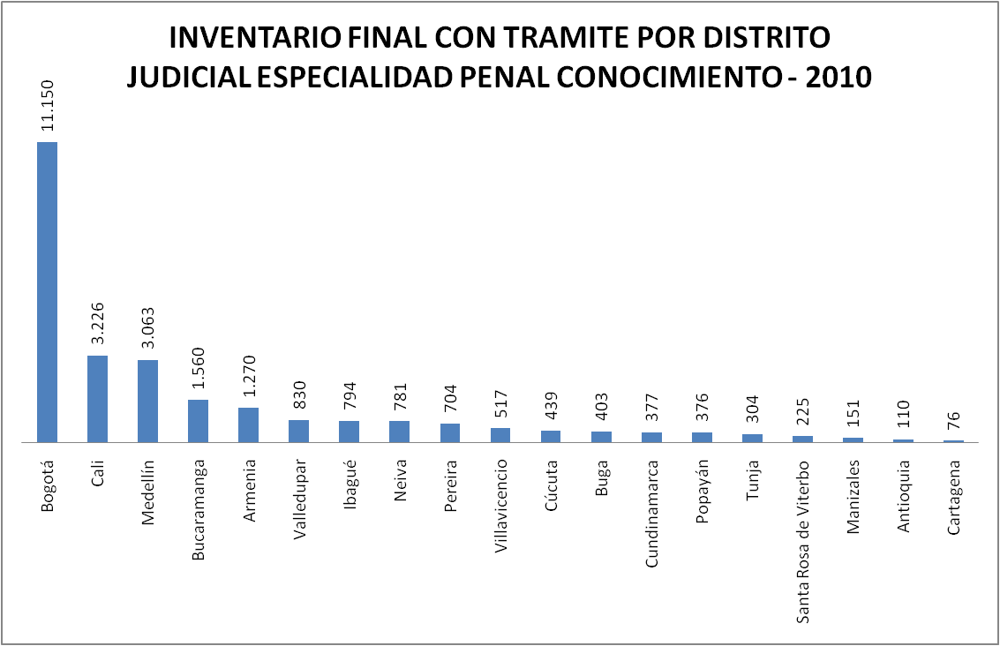 INVENTARIO FINAL CON TRAMITE POR DISTRITO
JUDICIAL ESPECIALIDAD PENAL CONOCIMIENTO - 2010
11.150
3.226
3.063
1.560
1.270
830
794
781
704
517
439
403
377
376
304
225
151
110
76
Bogotá
Cali
Medellín
Bucaramanga
Armenia
Valledupar
Ibagué
Neiva
Pereira
Villavicencio
Cúcuta
Buga
Cundinamarca
Popayán
Tunja
Santa Rosa de Viterbo
Manizales
Antioquia
Cartagena